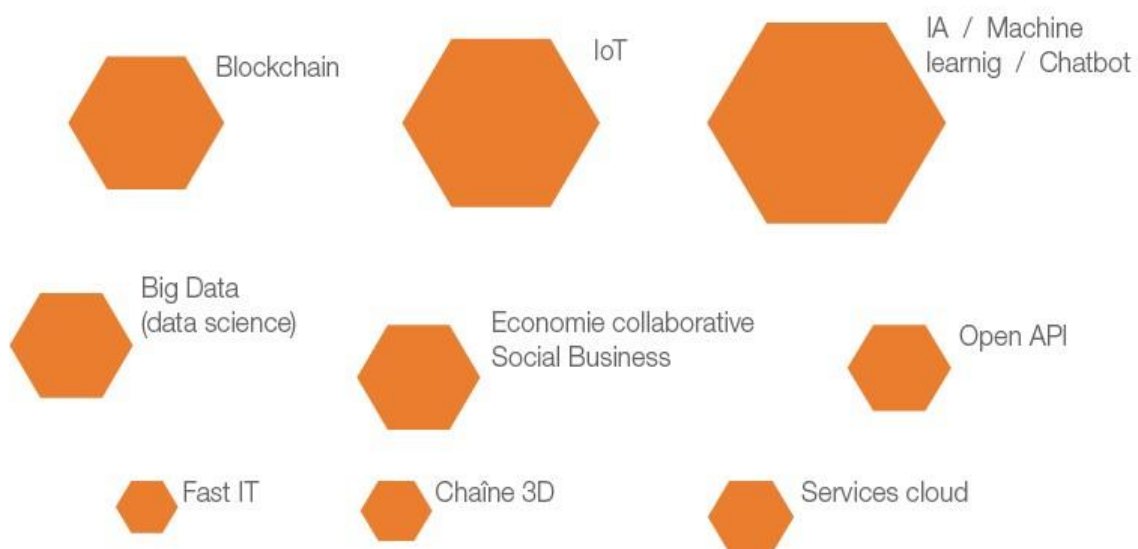 Blockchain
IoT
IA / Machine
learnig / Chatbot
Big Data
(data science)
Economie collaborative
Social Business
Open API
Fast IT
Chaîne 3D
Services cloud